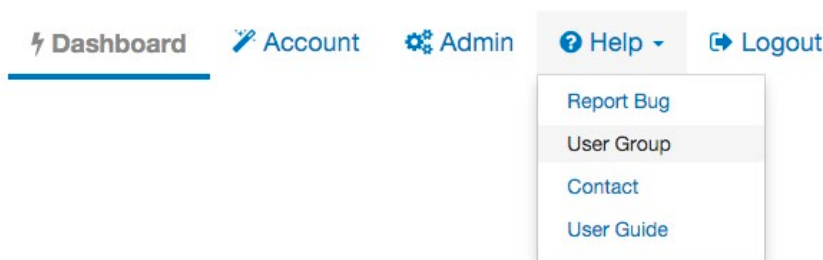 Dashboard Account Admin Help Logout
Report Bug
User Group
Contact
User Guide